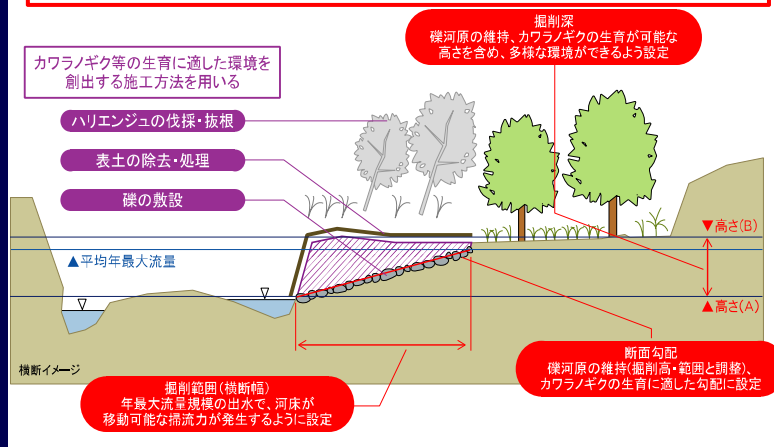 掘削深
礫河原の維持、カワラノギクの生育が可能な
高さを含め、多様な環境ができるよう設定
カワラノギク等の生育に適した環境を
創出する施工方法を用いる
ハリエンジュの伐採・抜根
表土の除去・処理
礫の敷設
▼高さ(B)
▲平均年最大流量
▲高さ(A)
横断イメージ
掘削範囲(横断幅)
年最大流量規模の出水で、河床が
移動可能な掃流力が発生するように設定
断面勾配
礫河原の維持(掘削高・範囲と調整)、
カワラノギクの生育に適した勾配に設定